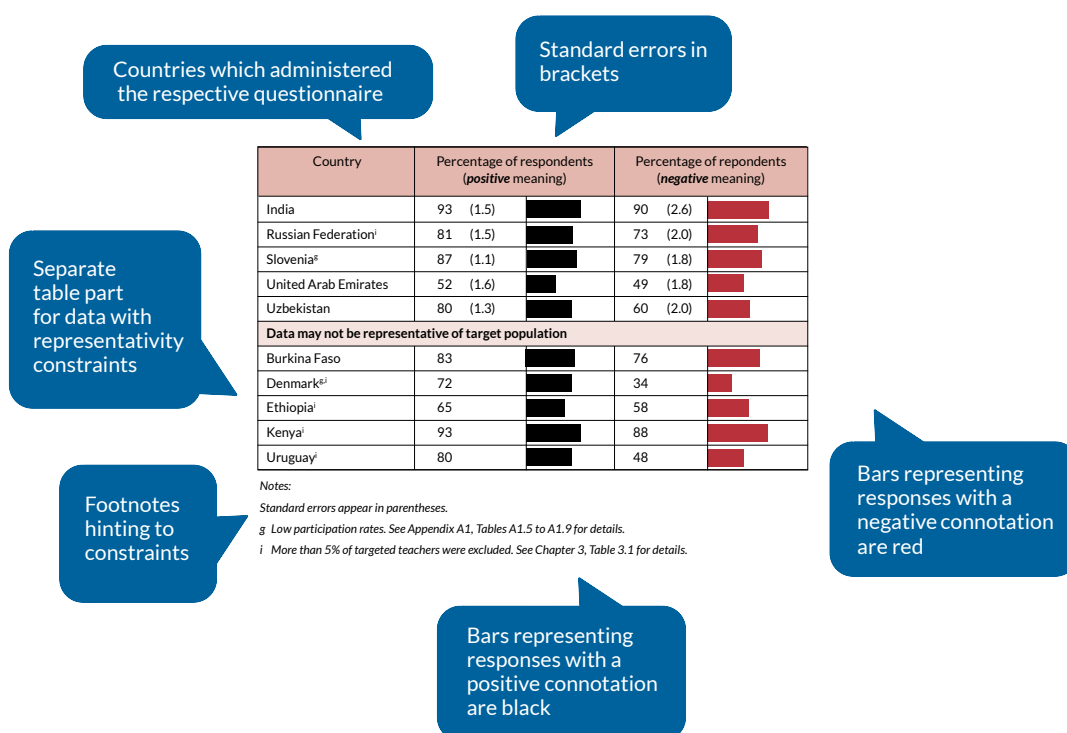 Countries which administered
the respective questionnaire
Standard errors in
brackets
Country
Percentage of respondents
(positive meaning)
Percentage of repondents
(negative meaning)
India 93 (1.5) 90 (2.6)
Russian Federationⁱ 81 (1.5) 73 (2.0)
Sloveniaᵍ 87 (1.1) 79 (1.8)
United Arab Emirates 52 (1.6) 49 (1.8)
Uzbekistan 80 (1.3) 60 (2.0)
Data may not be representative of target population
Burkina Faso 83 76
Denmarkᵍ,ⁱ 72 34
Ethiopiaⁱ 65 58
Kenyaⁱ 93 88
Uruguayⁱ 80 48
Notes:
Standard errors appear in parentheses.
g Low participation rates. See Appendix A1, Tables A1.5 to A1.9 for details.
i More than 5% of targeted teachers were excluded. See Chapter 3, Table 3.1 for details.
Separate
table part
for data with
representativity
constraints
Footnotes
hinting to
constraints
Bars representing
responses with a
negative connotation
are red
Bars representing
responses with a
positive connotation
are black